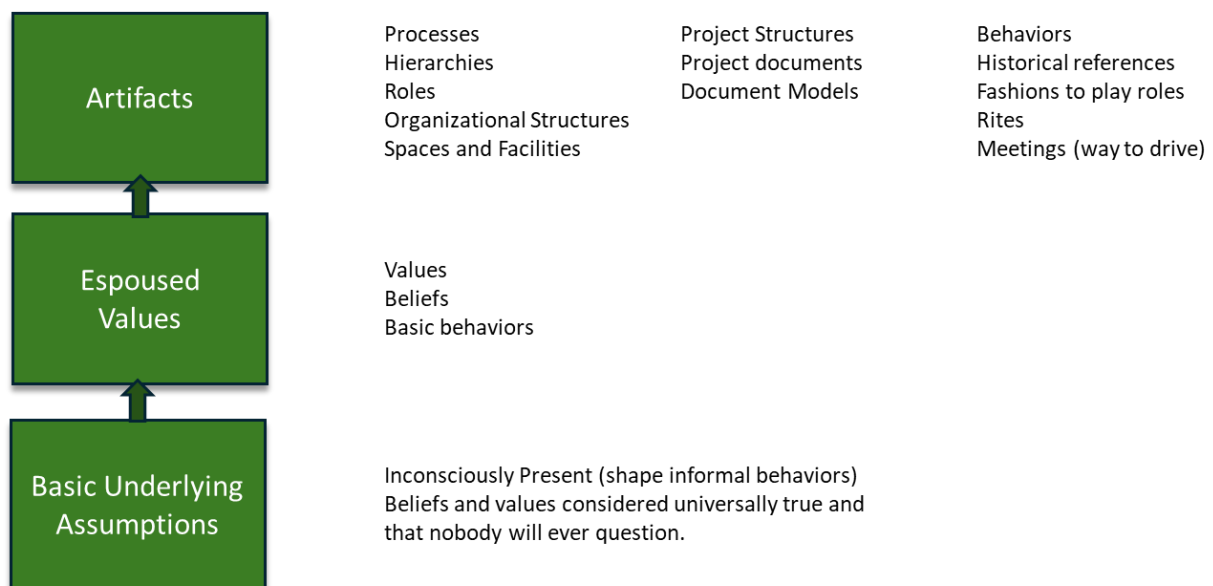 Artifacts
Processes
Hierarchies
Roles
Organizational Structures
Spaces and Facilities
Project Structures
Project documents
Document Models
Behaviors
Historical references
Fashions to play roles
Rites
Meetings (way to drive)
Espoused
Values
Values
Beliefs
Basic behaviors
Basic Underlying
Assumptions
Inconsciously Present (shape informal behaviors)
Beliefs and values considered universally true and
that nobody will ever question.